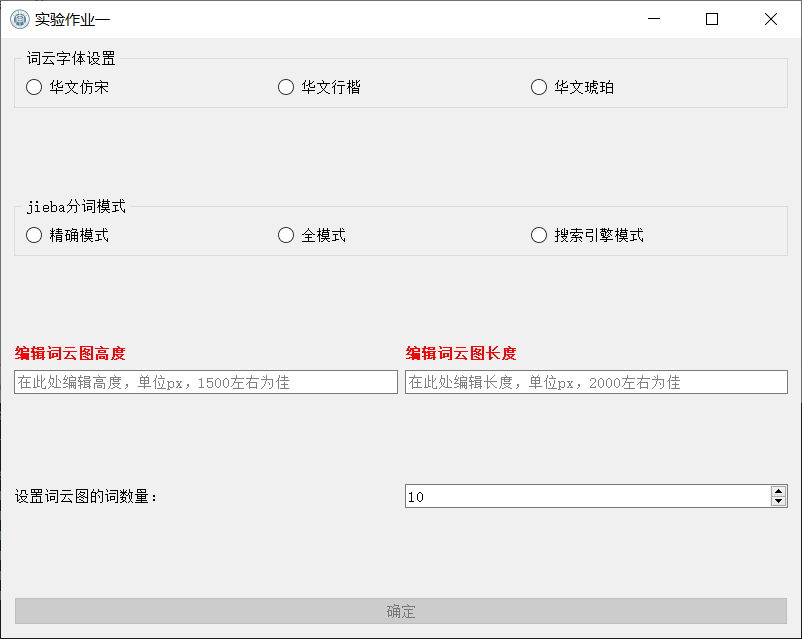 实验作业一
词云字体设置
华文仿宋 华文行楷 华文琥珀
jieba分词模式
精确模式 全模式 搜索引擎模式
编辑词云图高度 编辑词云图长度
在此处编辑高度，单位px，1500左右为佳 在此处编辑长度，单位px，2000左右为佳
设置词云图的词数量： 10
确定